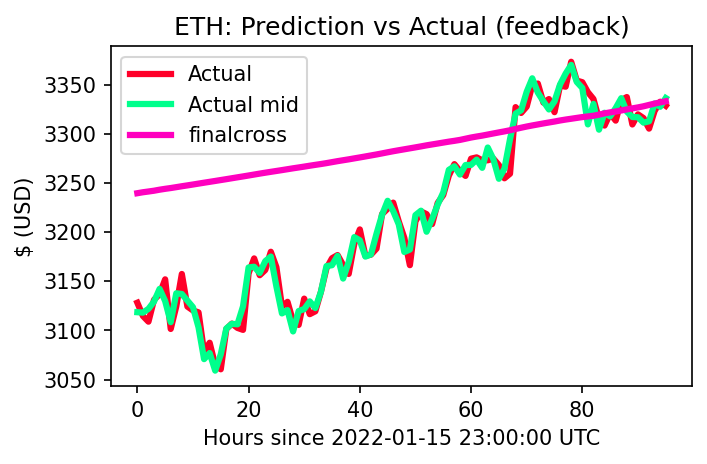 ETH: Prediction vs Actual (feedback)
Actual
Actual mid
finalcross
$ (USD)
3350
3300
3250
3200
3150
3100
3050
0 20 40 60 80
Hours since 2022-01-15 23:00:00 UTC